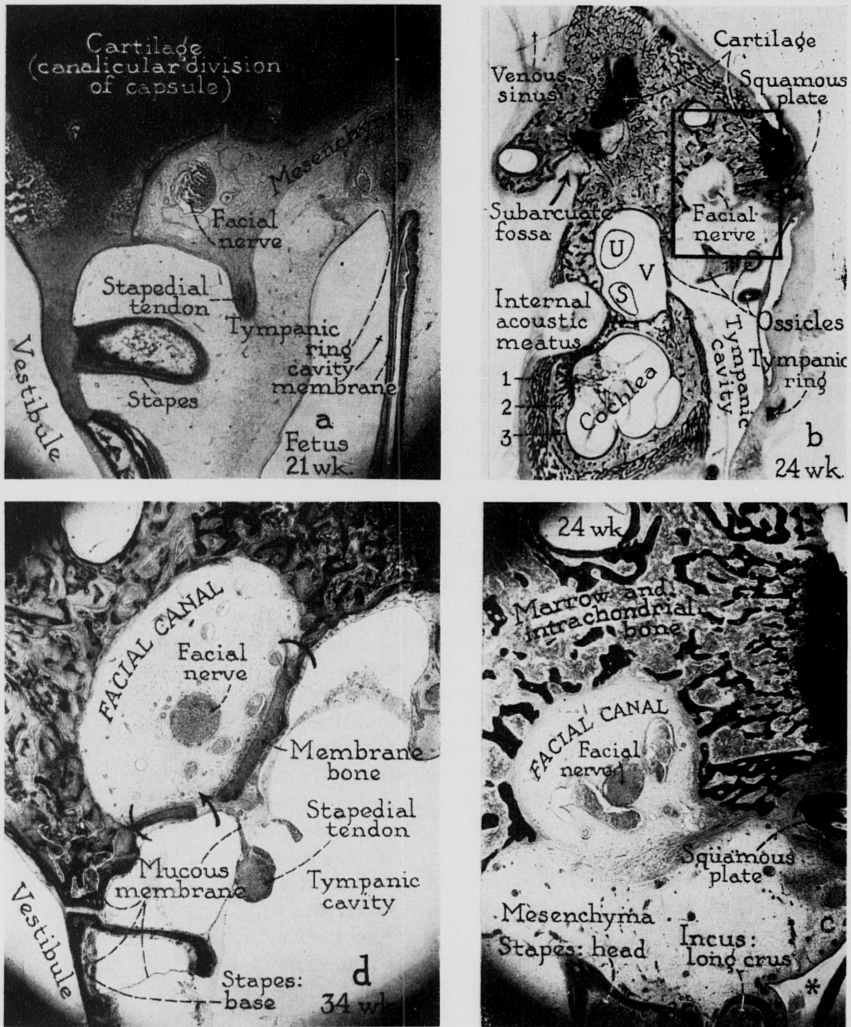 Cartilage
(canalicular division
of capsule)
Mesenchyma
Facial
nerve
Stapedial
tendon
Tympanic
ring
cavity
membrane
Vestibule
Stapes
a
Fetus
21 wk.
Venous
sinus
Cartilage
Squamous
plate
Subarcuate
fossa
Facial
nerve
U
V
S
Internal
acoustic
meatus
Ossicles
Tympanic
cavity
Tympanic
ring
1
2
3
Cochlea
b
24 wk.
FACIAL CANAL
Facial
nerve
Membrane
bone
Stapedial
tendon
Mucous
membrane
Tympanic
cavity
Vestibule
Stapes:
base
d
34 wk.
24 wk.
Marrow and
intrachondrial
bone
FACIAL CANAL
Facial
nerve
Squamous
plate
Mesenchyma
Stapes: head
Incus:
long crus
c
*